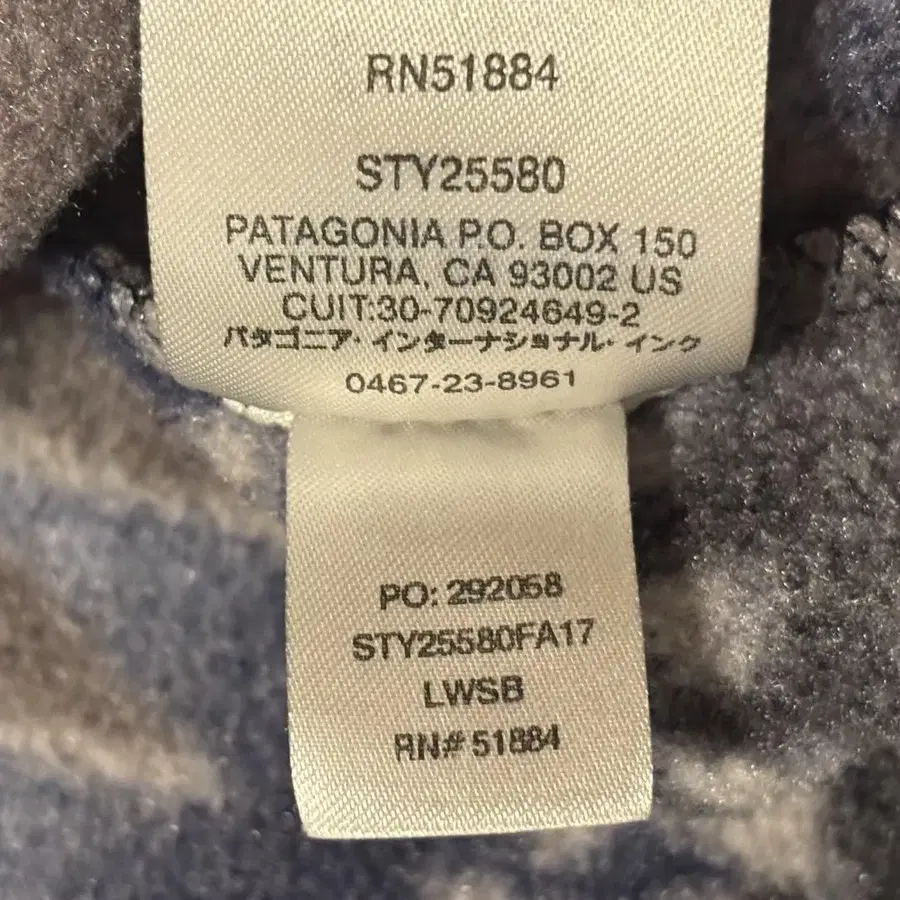 RN51884
STY25580
PATAGONIA P.O. BOX 150
VENTURA, CA 93002 US
CUIT:30-70924649-2
パタゴニア・インターナショナル・インク
0467-23-8961
PO: 292058
STY25580FA17
LWSB
RN# 51884